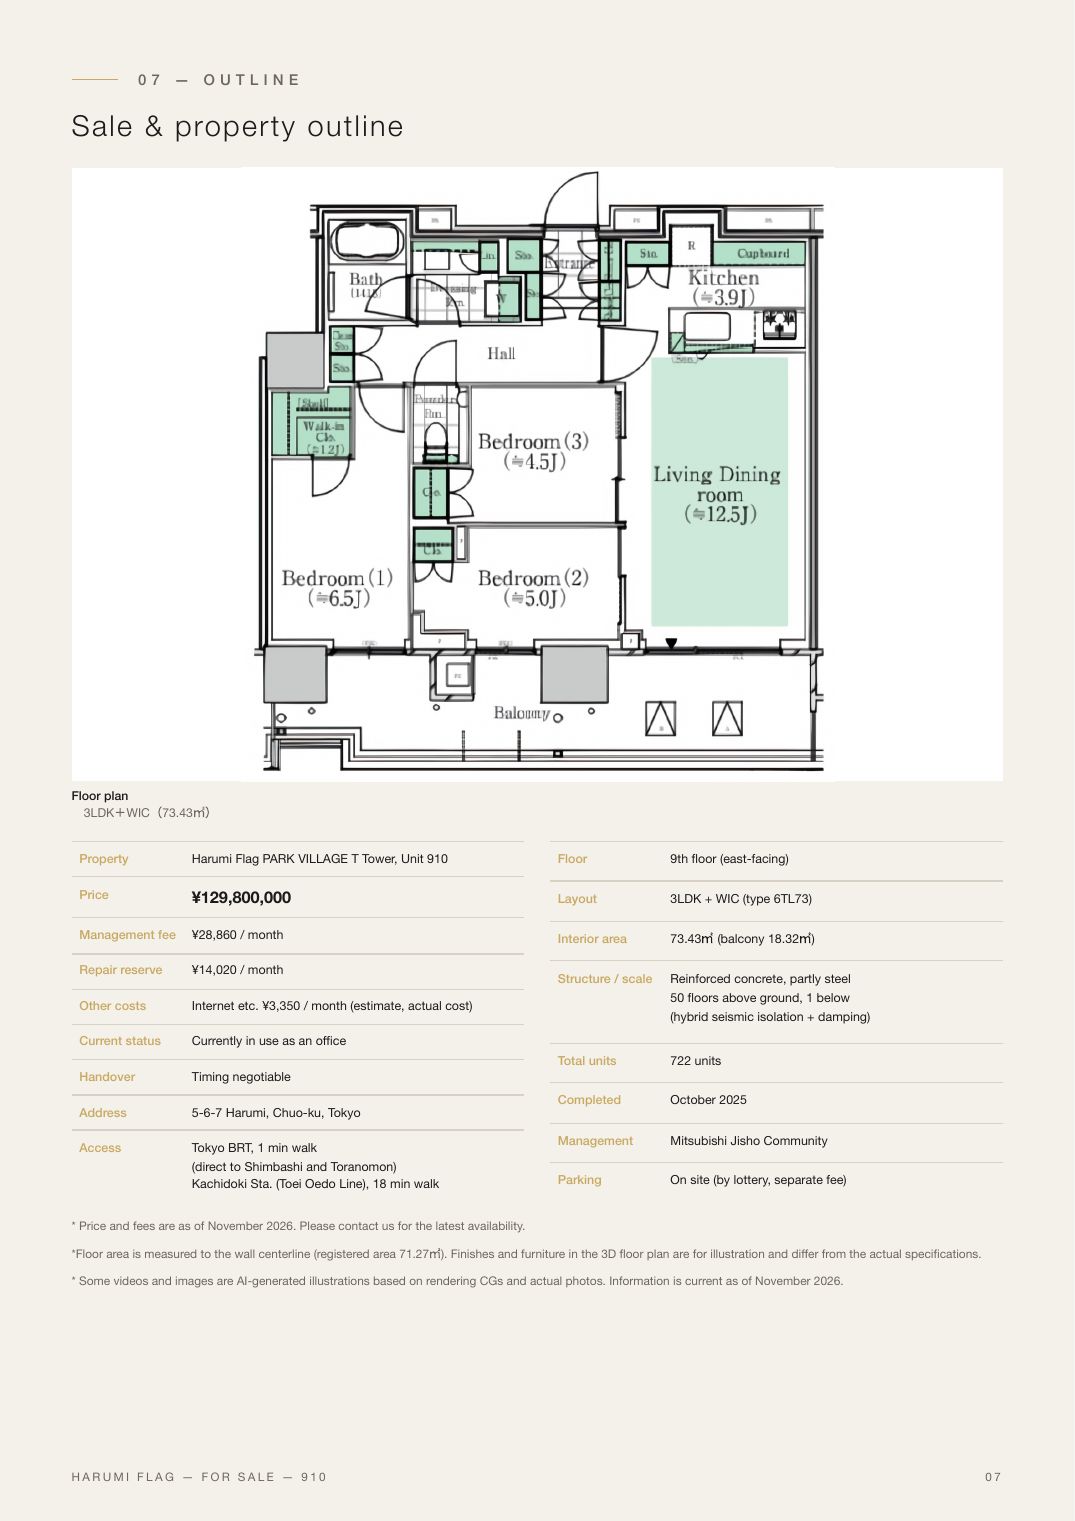 07 — OUTLINE
Sale & property outline
Sto.
Sto.
Cupboard
R
Bath
Entrance
Kitchen
(≒3.9J)
W
Hall
Sto.
Sto.
Walk-in
Clo.
(≒1.2J)
Bedroom(3)
(≒4.5J)
Living Dining
room
(≒12.5J)
Clo.
Bedroom(1)
(≒6.5J)
Bedroom(2)
(≒5.0J)
Balcony
Floor plan
3LDK+WIC（73.43㎡）
Property Harumi Flag PARK VILLAGE T Tower, Unit 910
Price ¥129,800,000
Management fee ¥28,860 / month
Repair reserve ¥14,020 / month
Other costs Internet etc. ¥3,350 / month (estimate, actual cost)
Current status Currently in use as an office
Handover Timing negotiable
Address 5-6-7 Harumi, Chuo-ku, Tokyo
Access Tokyo BRT, 1 min walk
(direct to Shimbashi and Toranomon)
Kachidoki Sta. (Toei Oedo Line), 18 min walk
Floor 9th floor (east-facing)
Layout 3LDK + WIC (type 6TL73)
Interior area 73.43㎡ (balcony 18.32㎡)
Structure / scale Reinforced concrete, partly steel
50 floors above ground, 1 below
(hybrid seismic isolation + damping)
Total units 722 units
Completed October 2025
Management Mitsubishi Jisho Community
Parking On site (by lottery, separate fee)
* Price and fees are as of November 2026. Please contact us for the latest availability.
*Floor area is measured to the wall centerline (registered area 71.27㎡). Finishes and furniture in the 3D floor plan are for illustration and differ from the actual specifications.
* Some videos and images are AI-generated illustrations based on rendering CGs and actual photos. Information is current as of November 2026.
HARUMI FLAG — FOR SALE — 910
07